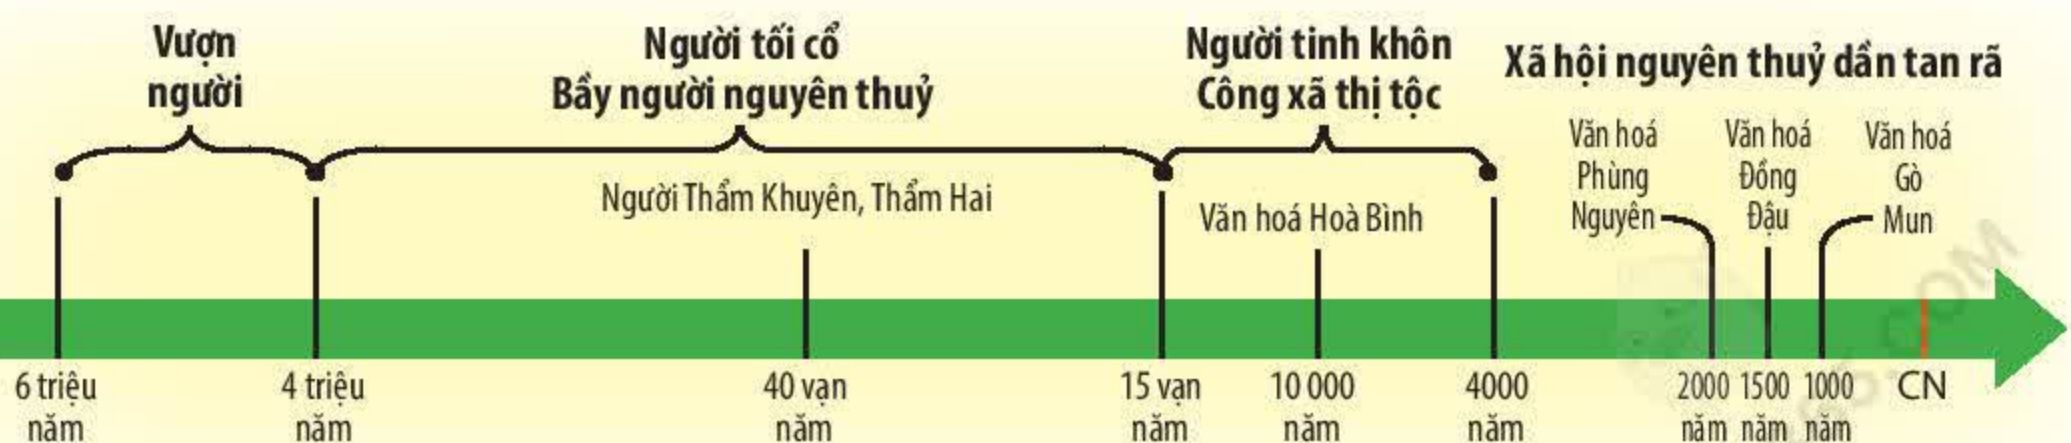 Vượn
người
Người tối cổ
Bầy người nguyên thuỷ
Người tinh khôn
Công xã thị tộc
Xã hội nguyên thuỷ dần tan rã
Người Thẩm Khuyên, Thẩm Hai
Văn hoá Hoà Bình
Văn hoá
Phùng
Nguyên
Văn hoá
Đồng
Đậu
Văn hoá
Gò
Mun
6 triệu
năm
4 triệu
năm
40 vạn
năm
15 vạn
năm
10 000
năm
4000
năm
2000
năm
1500
năm
1000
năm
CN